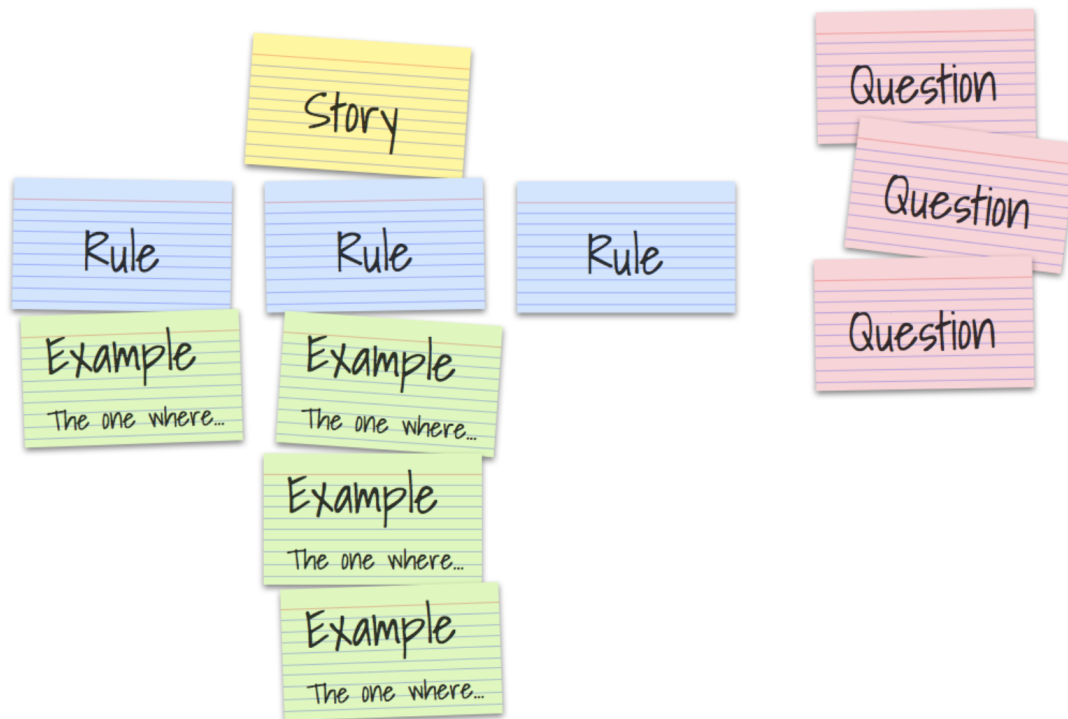 Story
Question
Question
Question
Rule
Rule
Rule
Example
The one where...
Example
The one where...
Example
The one where...
Example
The one where...